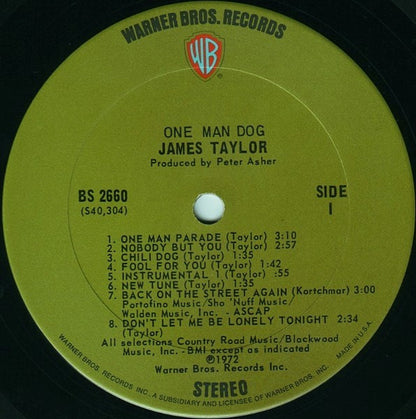 WARNER BROS. RECORDS
WB
ONE MAN DOG
JAMES TAYLOR
Produced by Peter Asher
BS 2660
(S40,304)
SIDE
1
1. ONE MAN PARADE (Taylor) 3:10
2. NOBODY BUT YOU (Taylor) 2:57
3. CHILI DOG (Taylor) 1:35
4. FOOL FOR YOU (Taylor) 1:42
5. INSTRUMENTAL 1 (Taylor) :55
6. NEW TUNE (Taylor) 1:35
7. BACK ON THE STREET AGAIN (Kortchmar) 3:00
Portofino Music/Sho 'Nuff Music/
Walden Music, Inc. - ASCAP
8. DON'T LET ME BE LONELY TONIGHT 2:34
(Taylor)
All selections Country Road Music/Blackwood
Music, Inc. - BMI except as indicated
Ⓟ1972
Warner Bros. Records Inc.
STEREO
WARNER BROS. RECORDS INC., A SUBSIDIARY AND LICENSEE OF WARNER BROS. INC. MADE IN U.S.A.